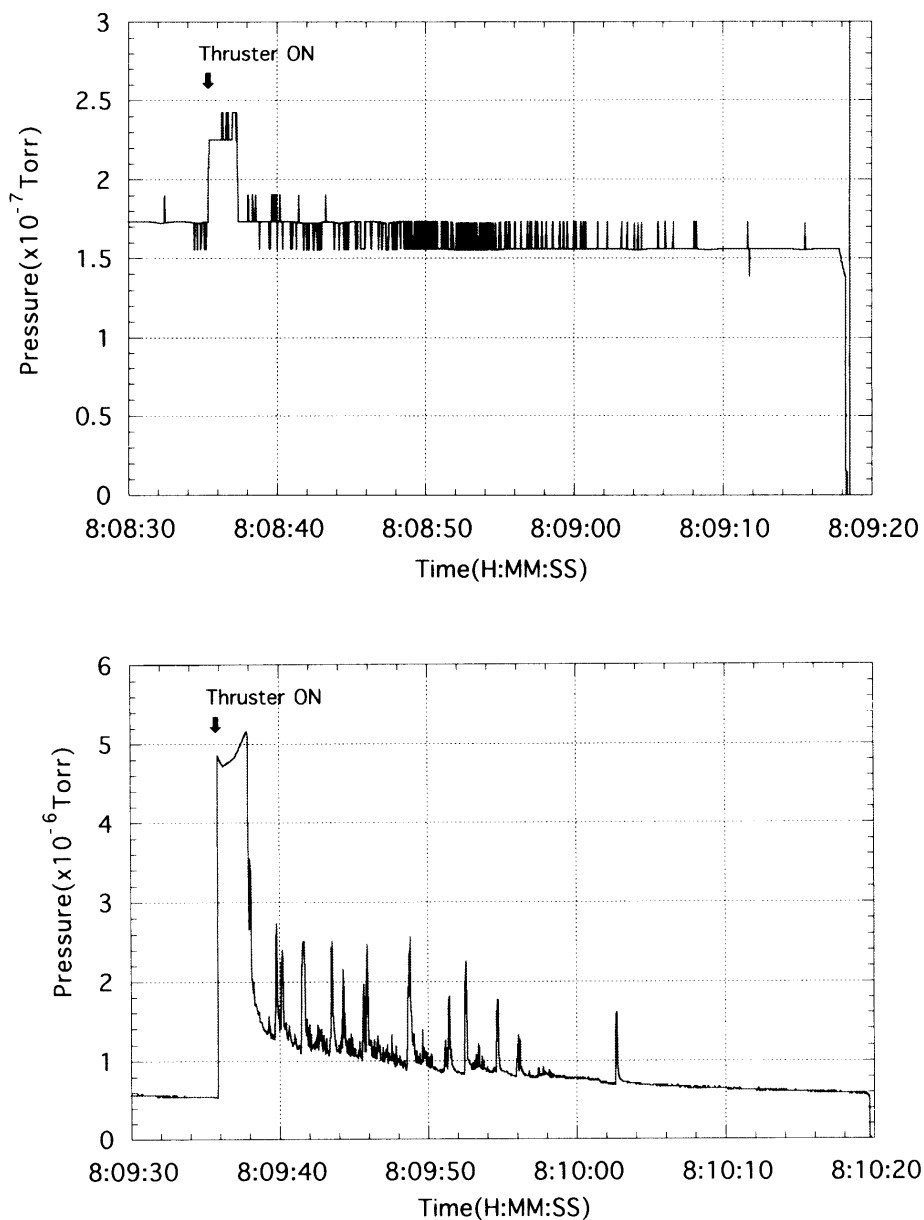 3
Thruster ON
2.5
2
1.5
1
0.5
0
Pressure(x10⁻⁷Torr)
8:08:30 8:08:40 8:08:50 8:09:00 8:09:10 8:09:20
Time(H:MM:SS)
6
Thruster ON
5
4
3
2
1
0
Pressure(x10⁻⁶Torr)
8:09:30 8:09:40 8:09:50 8:10:00 8:10:10 8:10:20
Time(H:MM:SS)